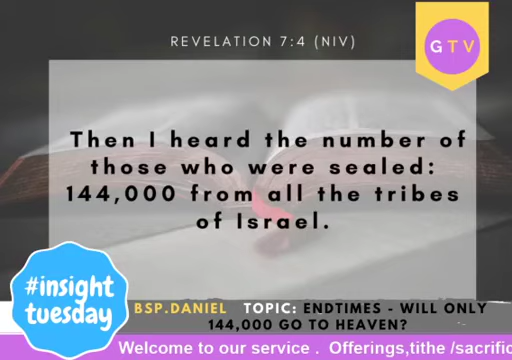 REVELATION 7:4 (NIV)
GTV
Then I heard the number of
those who were sealed:
144,000 from all the tribes
of Israel.
#insight
tuesday
BSP.DANIEL TOPIC: ENDTIMES - WILL ONLY
144,000 GO TO HEAVEN?
Welcome to our service . Offerings,tithe /sacrific